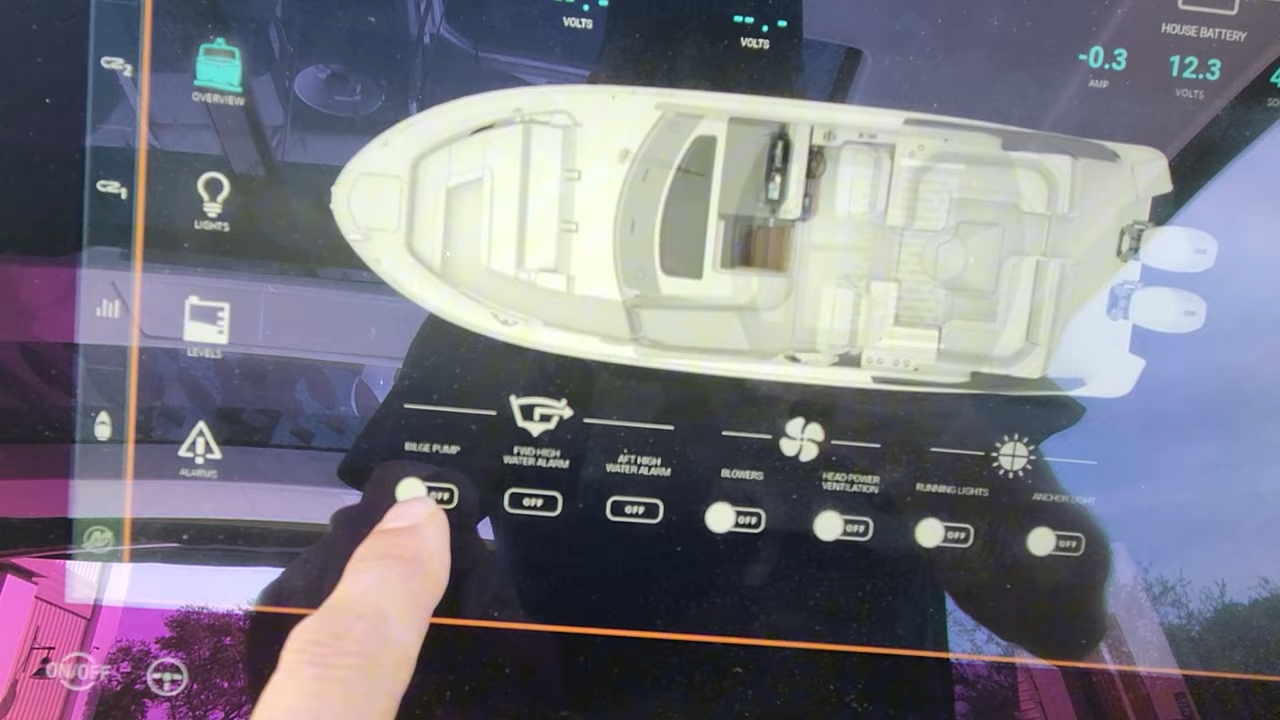 VOLTS
VOLTS
HOUSE BATTERY
-0.3
AMP
12.3
VOLTS
OVERVIEW
CZ2
LIGHTS
CZ1
LEVELS
ALARMS
BILGE PUMP
OFF
FWD HIGH
WATER ALARM
OFF
AFT HIGH
WATER ALARM
OFF
BLOWERS
OFF
HEAD POWER
VENTILATION
OFF
RUNNING LIGHTS
OFF
ANCHOR LIGHT
OFF
ON/OFF